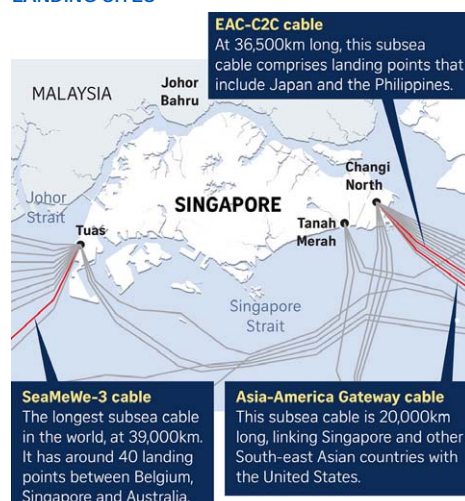 LANDING SITES
EAC-C2C cable
At 36,500km long, this subsea
cable comprises landing points that
include Japan and the Philippines.
MALAYSIA
Johor
Bahru
Changi
North
Johor
Strait
SINGAPORE
Tuas
Tanah
Merah
Singapore
Strait
SeaMeWe-3 cable
The longest subsea cable
in the world, at 39,000km.
It has around 40 landing
points between Belgium,
Singapore and Australia.
Asia-America Gateway cable
This subsea cable is 20,000km
long, linking Singapore and other
South-east Asian countries with
the United States.